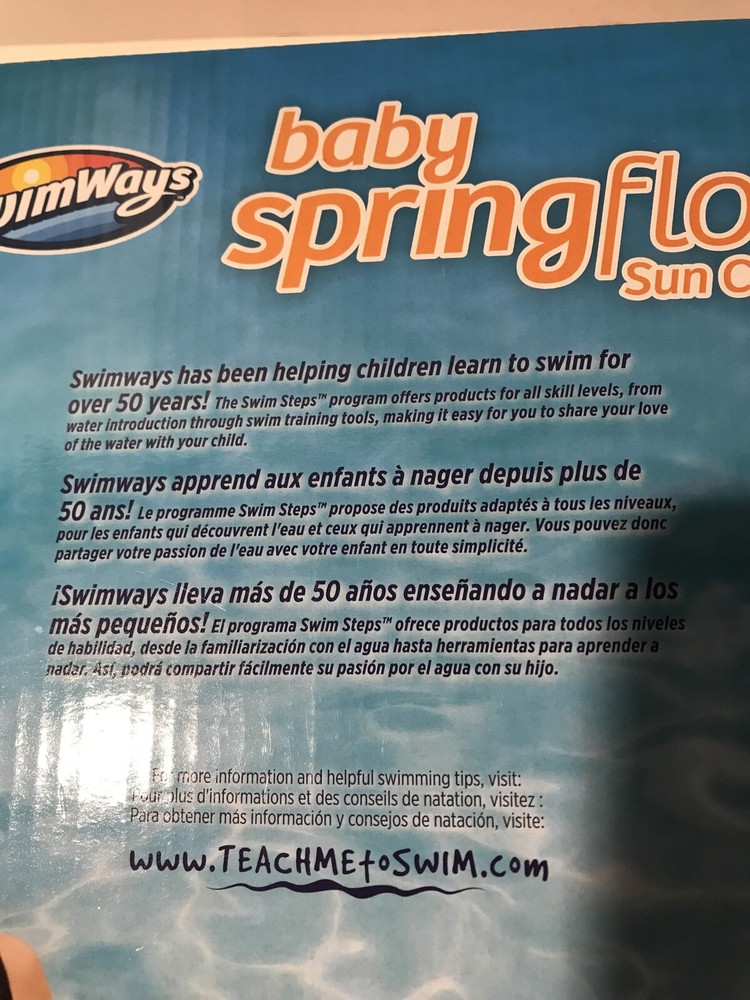 baby
SwimWays™
springflo
Sun C
Swimways has been helping children learn to swim for
over 50 years! The Swim Steps™ program offers products for all skill levels, from
water introduction through swim training tools, making it easy for you to share your love
of the water with your child.
Swimways apprend aux enfants à nager depuis plus de
50 ans! Le programme Swim Steps™ propose des produits adaptés à tous les niveaux,
pour les enfants qui découvrent l'eau et ceux qui apprennent à nager. Vous pouvez donc
partager votre passion de l'eau avec votre enfant en toute simplicité.
¡Swimways lleva más de 50 años enseñando a nadar a los
más pequeños! El programa Swim Steps™ ofrece productos para todos los niveles
de habilidad, desde la familiarización con el agua hasta herramientas para aprender a
nadar. Así, podrá compartir fácilmente su pasión por el agua con su hijo.
For more information and helpful swimming tips, visit:
Pour plus d'informations et des conseils de natation, visitez :
Para obtener más información y consejos de natación, visite:
www.TEACHMEtoSWIM.com